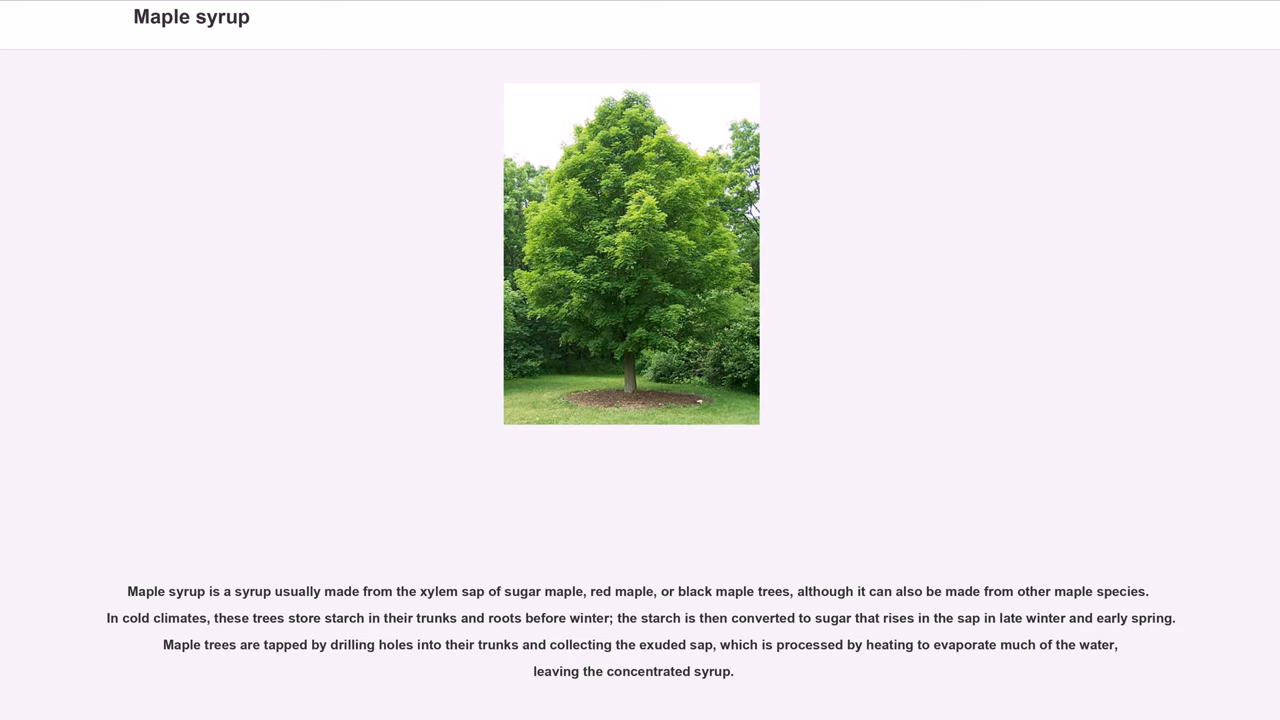 Maple syrup
Maple syrup is a syrup usually made from the xylem sap of sugar maple, red maple, or black maple trees, although it can also be made from other maple species.
In cold climates, these trees store starch in their trunks and roots before winter; the starch is then converted to sugar that rises in the sap in late winter and early spring.
Maple trees are tapped by drilling holes into their trunks and collecting the exuded sap, which is processed by heating to evaporate much of the water,
leaving the concentrated syrup.